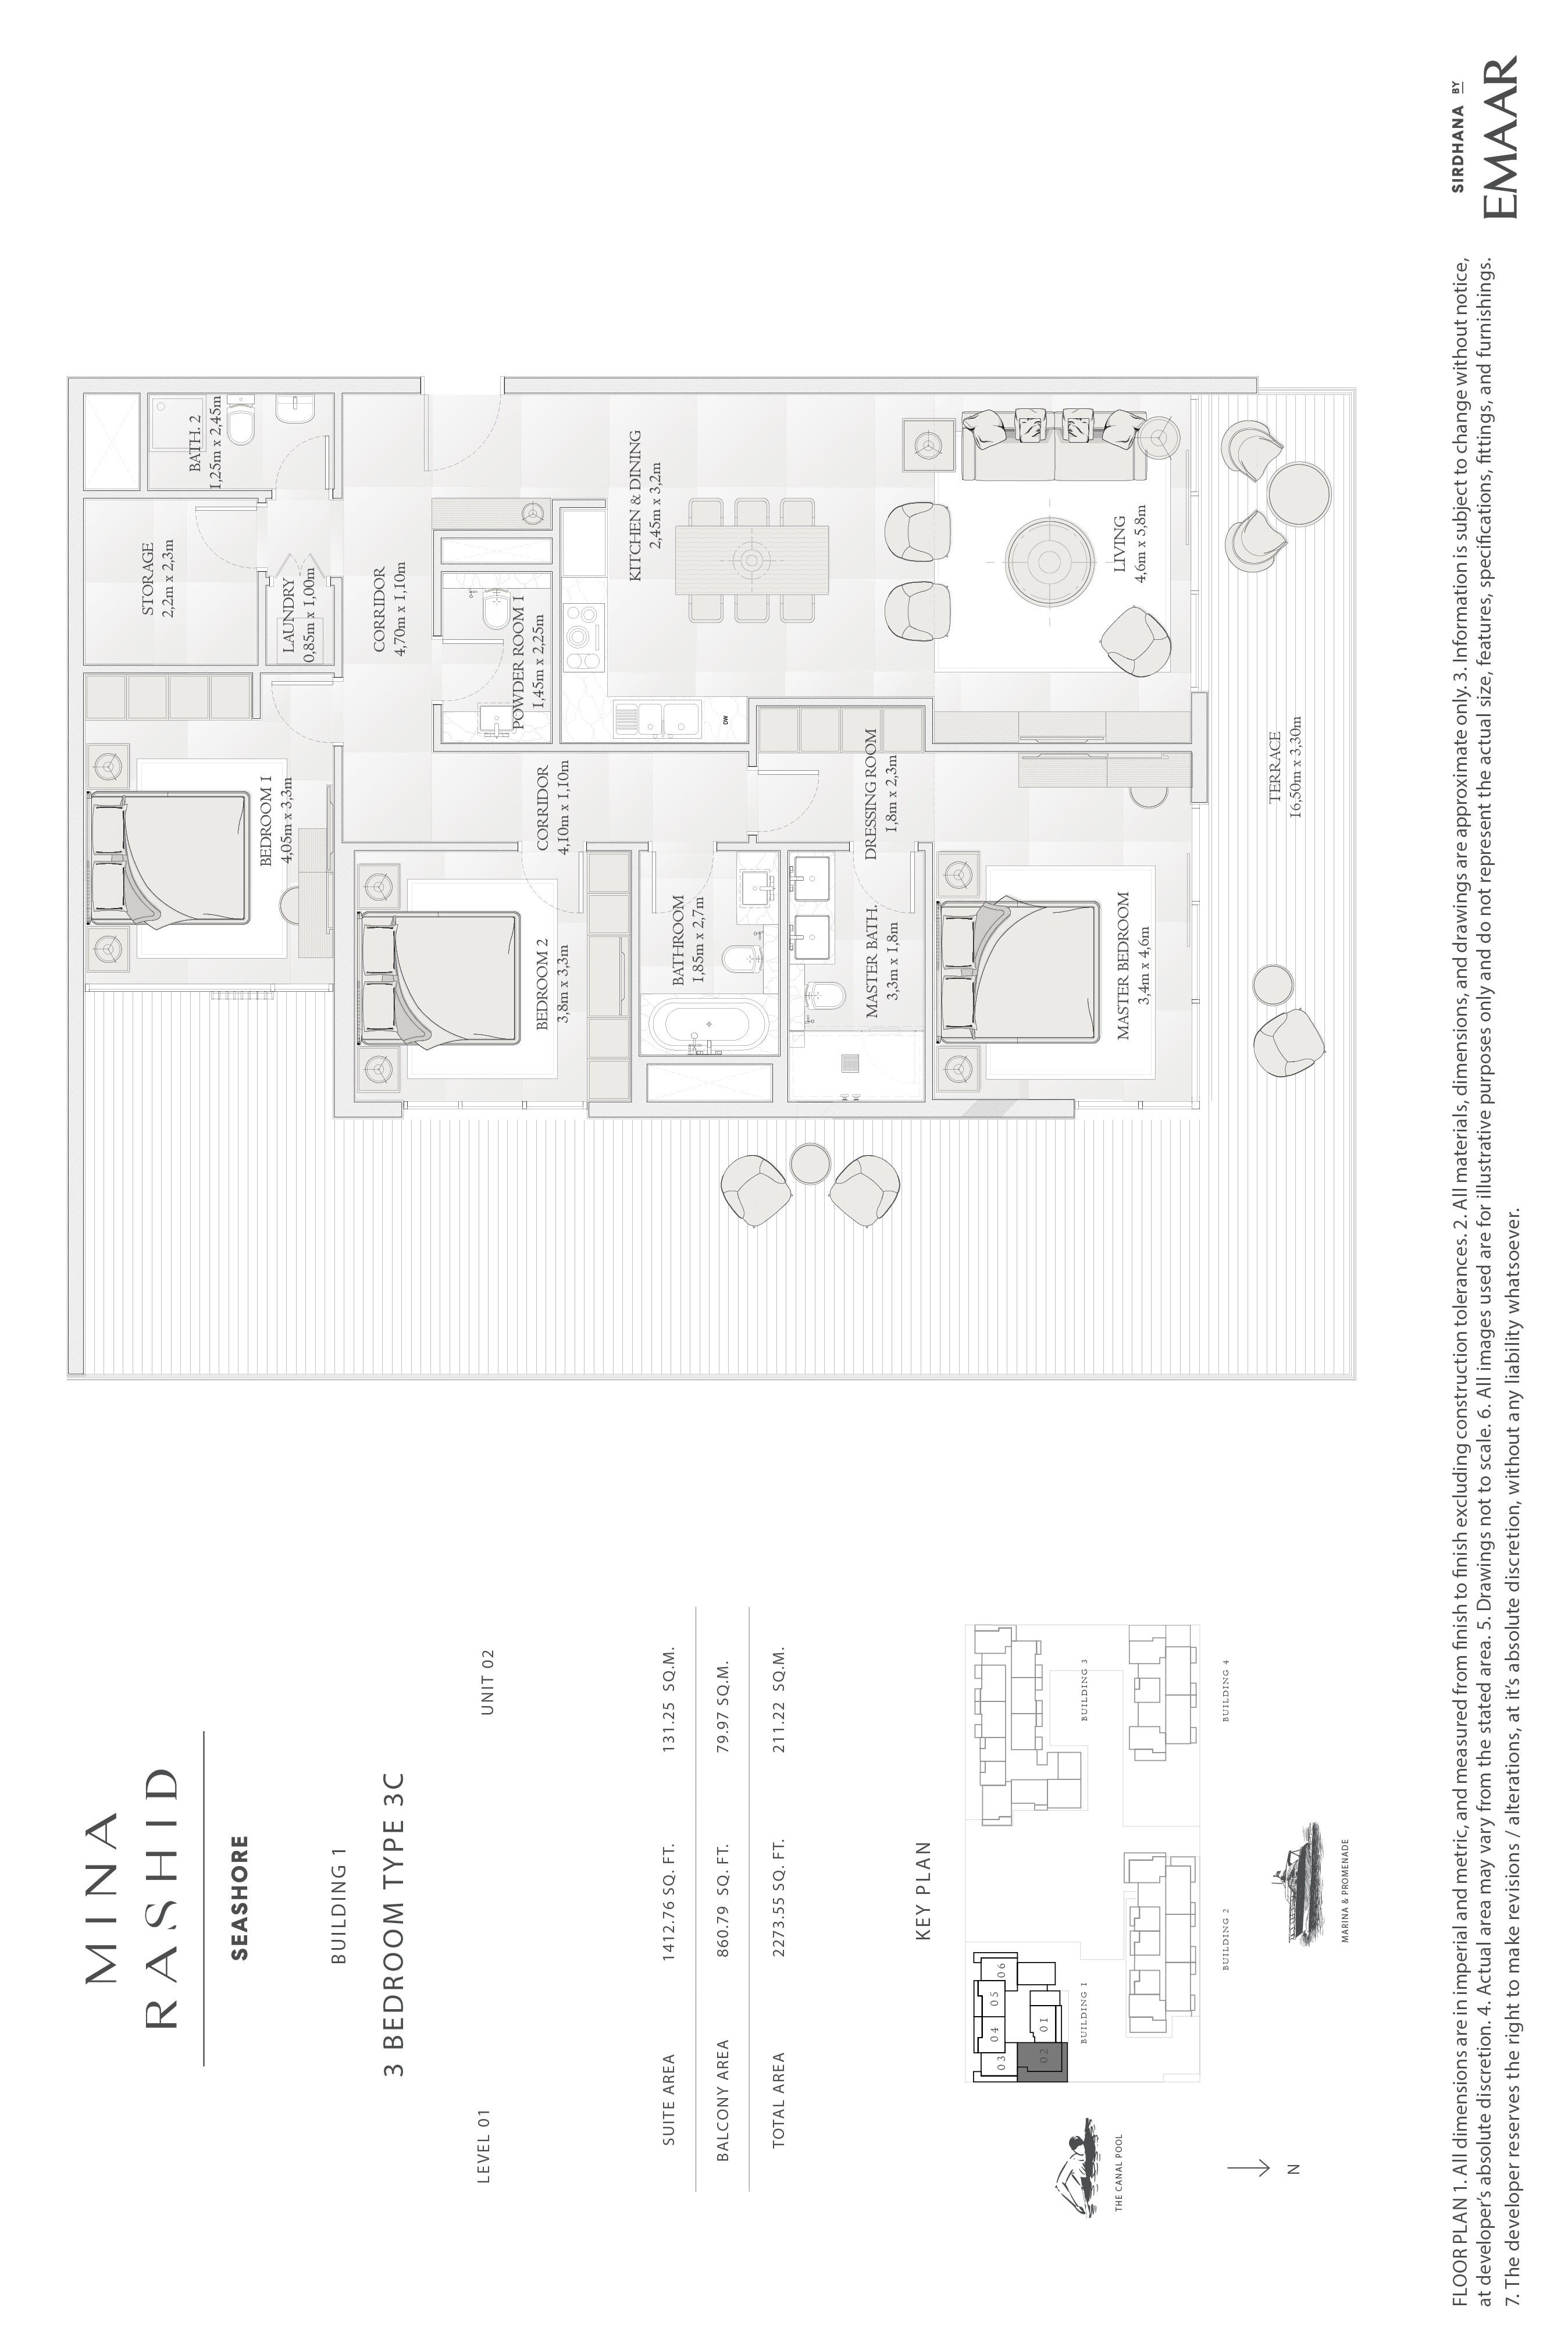 MINA
RASHID
SEASHORE
BUILDING 1
3 BEDROOM TYPE 3C
LEVEL 01 UNIT 02
SUITE AREA 1412.76 SQ. FT. 131.25 SQ.M.
BALCONY AREA 860.79 SQ. FT. 79.97 SQ.M.
TOTAL AREA 2273.55 SQ. FT. 211.22 SQ.M.
KEY PLAN
03
04
05
06
02
01
BUILDING 1
BUILDING 3
BUILDING 2
BUILDING 4
THE CANAL POOL
MARINA & PROMENADE
N
BEDROOM 1
4,05m x 3,3m
STORAGE
2,2m x 2,3m
BATH. 2
1,25m x 2,45m
LAUNDRY
0,85m x 1,00m
CORRIDOR
4,70m x 1,10m
POWDER ROOM 1
1,45m x 2,25m
BEDROOM 2
3,8m x 3,3m
CORRIDOR
4,10m x 1,10m
KITCHEN & DINING
2,45m x 3,2m
DW
BATHROOM
1,85m x 2,7m
MASTER BATH.
3,3m x 1,8m
DRESSING ROOM
1,8m x 2,3m
MASTER BEDROOM
3,4m x 4,6m
LIVING
4,6m x 5,8m
TERRACE
16,50m x 3,30m
FLOOR PLAN 1. All dimensions are in imperial and metric, and measured from finish to finish excluding construction tolerances. 2. All materials, dimensions, and drawings are approximate only. 3. Information is subject to change without notice,
at developer's absolute discretion. 4. Actual area may vary from the stated area. 5. Drawings not to scale. 6. All images used are for illustrative purposes only and do not represent the actual size, features, specifications, fittings, and furnishings.
7. The developer reserves the right to make revisions / alterations, at it's absolute discretion, without any liability whatsoever.
SIRDHANA BY
EMAAR